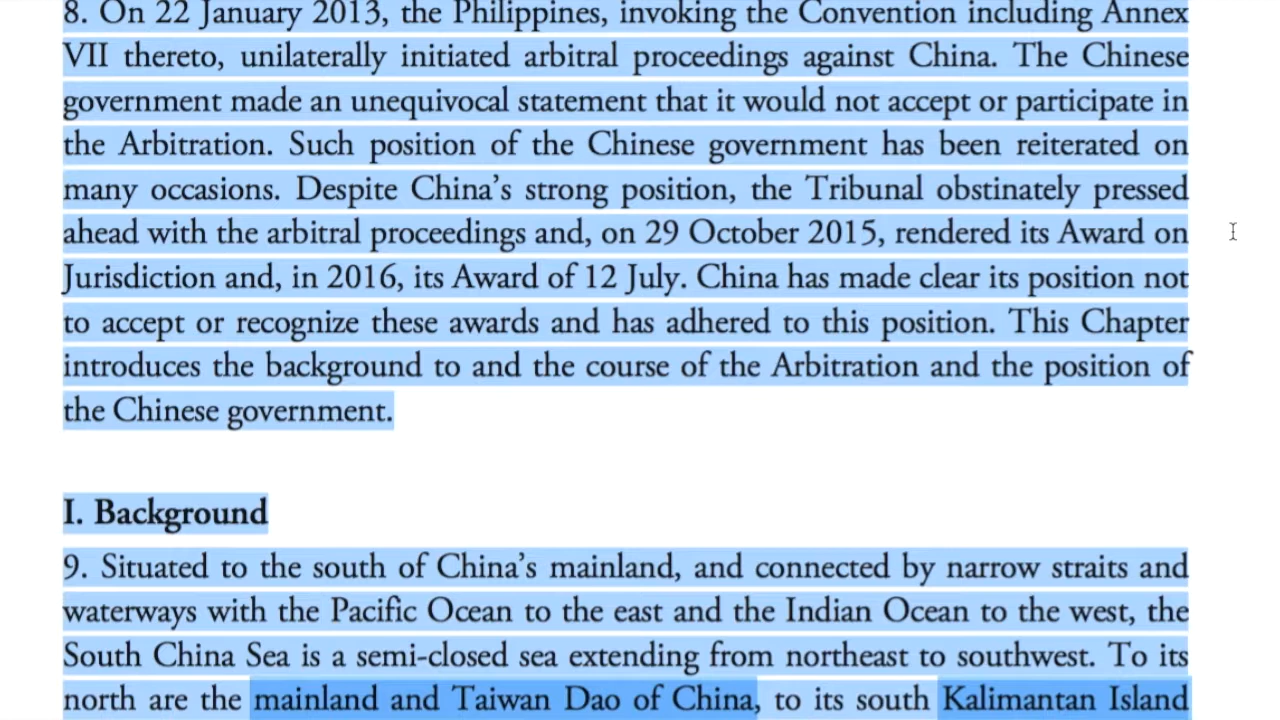 8. On 22 January 2013, the Philippines, invoking the Convention including Annex
VII thereto, unilaterally initiated arbitral proceedings against China. The Chinese
government made an unequivocal statement that it would not accept or participate in
the Arbitration. Such position of the Chinese government has been reiterated on
many occasions. Despite China’s strong position, the Tribunal obstinately pressed
ahead with the arbitral proceedings and, on 29 October 2015, rendered its Award on
Jurisdiction and, in 2016, its Award of 12 July. China has made clear its position not
to accept or recognize these awards and has adhered to this position. This Chapter
introduces the background to and the course of the Arbitration and the position of
the Chinese government.
I. Background
9. Situated to the south of China’s mainland, and connected by narrow straits and
waterways with the Pacific Ocean to the east and the Indian Ocean to the west, the
South China Sea is a semi-closed sea extending from northeast to southwest. To its
north are the mainland and Taiwan Dao of China, to its south Kalimantan Island